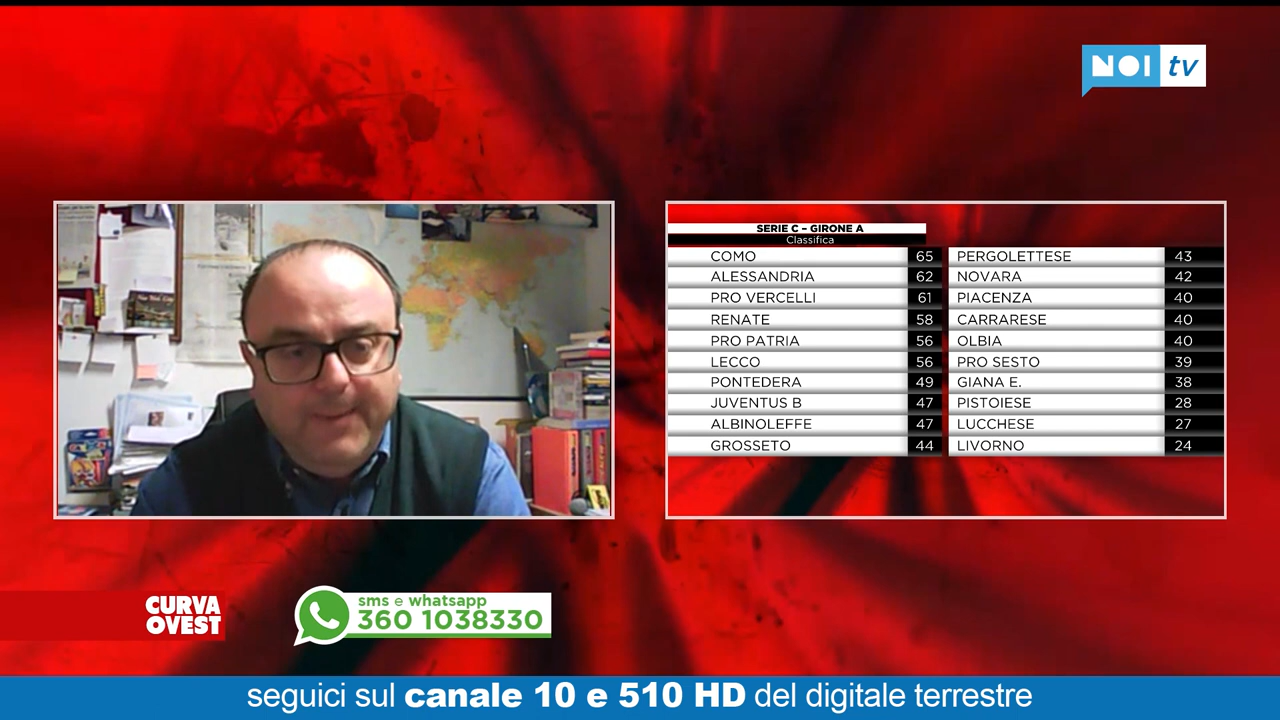 NOI tv
SERIE C – GIRONE A
Classifica
COMO 65
ALESSANDRIA 62
PRO VERCELLI 61
RENATE 58
PRO PATRIA 56
LECCO 56
PONTEDERA 49
JUVENTUS B 47
ALBINOLEFFE 47
GROSSETO 44
PERGOLETTESE 43
NOVARA 42
PIACENZA 40
CARRARESE 40
OLBIA 40
PRO SESTO 39
GIANA E. 38
PISTOIESE 28
LUCCHESE 27
LIVORNO 24
CURVA
OVEST
sms e whatsapp
360 1038330
seguici sul canale 10 e 510 HD del digitale terrestre